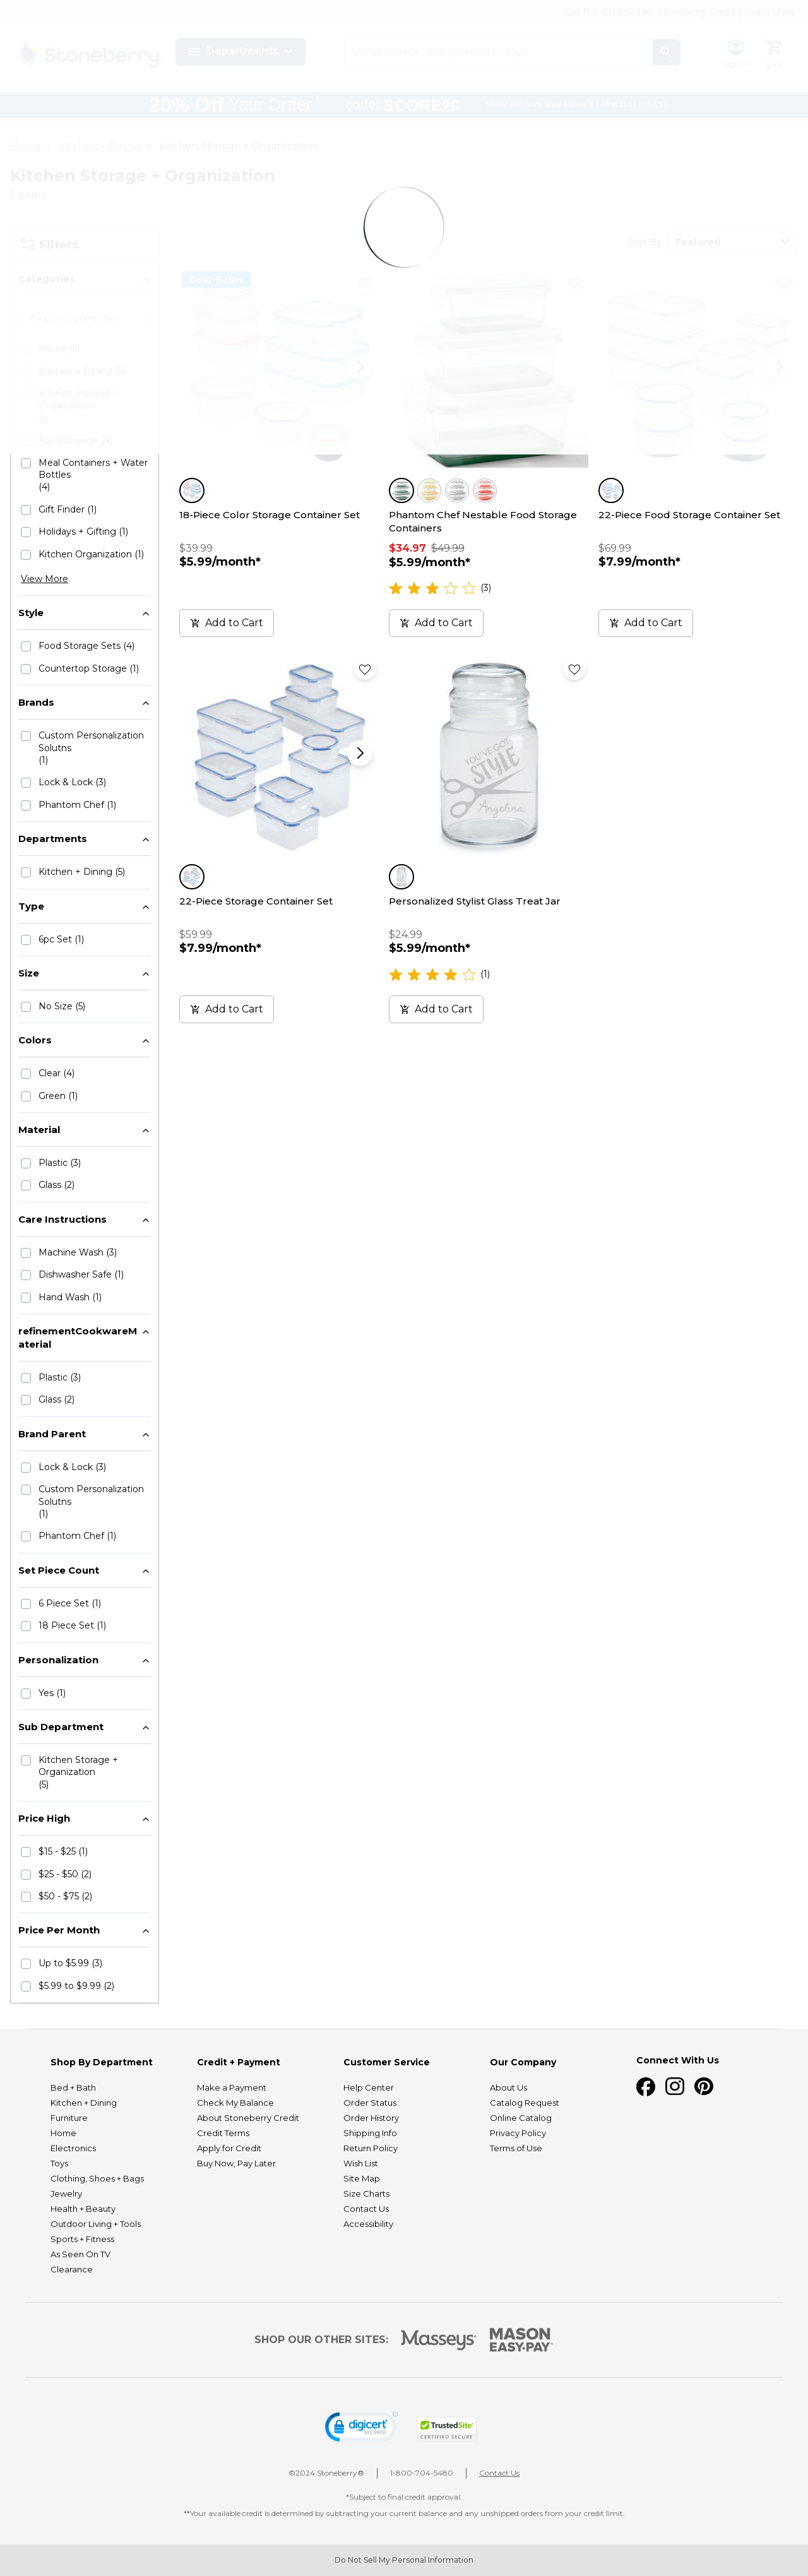 Get Pre-Qualified for Stoneberry Credit | Learn More
Stoneberry
Departments
Sign In
Cart
20% Off Your Order code SCORE20
Home > Kitchen + Dining > Kitchen Storage + Organization
Kitchen Storage + Organization
5 items
Filters
Sort By
Featured
Categories
Home (5)
Kitchen + Dining (5)
Kitchen Storage +
Organization
(5)
Food Storage (4)
Meal Containers + Water
Bottles
(4)
Gift Finder (1)
Holidays + Gifting (1)
Kitchen Organization (1)
View More
Style
Food Storage Sets (4)
Countertop Storage (1)
Brands
Custom Personalization
Solutns
(1)
Lock & Lock (3)
Phantom Chef (1)
Departments
Kitchen + Dining (5)
Type
6pc Set (1)
Size
No Size (5)
Colors
Clear (4)
Green (1)
Material
Plastic (3)
Glass (2)
Care Instructions
Machine Wash (3)
Dishwasher Safe (1)
Hand Wash (1)
refinementCookwareM
aterial
Plastic (3)
Glass (2)
Brand Parent
Lock & Lock (3)
Custom Personalization
Solutns
(1)
Phantom Chef (1)
Set Piece Count
6 Piece Set (1)
18 Piece Set (1)
Personalization
Yes (1)
Sub Department
Kitchen Storage +
Organization
(5)
Price High
$15 - $25 (1)
$25 - $50 (2)
$50 - $75 (2)
Price Per Month
Up to $5.99 (3)
$5.99 to $9.99 (2)
Best-Seller
18-Piece Color Storage Container Set
$39.99
$5.99/month*
Add to Cart
Phantom Chef Nestable Food Storage
Containers
$34.97 $49.99
$5.99/month*
(3)
Add to Cart
22-Piece Food Storage Container Set
$69.99
$7.99/month*
Add to Cart
22-Piece Storage Container Set
$59.99
$7.99/month*
Add to Cart
YOU'VE GOT
STYLE
Angelina
Personalized Stylist Glass Treat Jar
$24.99
$5.99/month*
(1)
Add to Cart
Shop By Department
Bed + Bath
Kitchen + Dining
Furniture
Home
Electronics
Toys
Clothing, Shoes + Bags
Jewelry
Health + Beauty
Outdoor Living + Tools
Sports + Fitness
As Seen On TV
Clearance
Credit + Payment
Make a Payment
Check My Balance
About Stoneberry Credit
Credit Terms
Apply for Credit
Buy Now, Pay Later
Customer Service
Help Center
Order Status
Order History
Shipping Info
Return Policy
Wish List
Site Map
Size Charts
Contact Us
Accessibility
Our Company
About Us
Catalog Request
Online Catalog
Privacy Policy
Terms of Use
Connect With Us
SHOP OUR OTHER SITES:
Masseys
MASON
EASY•PAY
digicert
SECURED
TrustedSite
CERTIFIED SECURE
©2024 Stoneberry®
1-800-704-5480
Contact Us
*Subject to final credit approval.
**Your available credit is determined by subtracting your current balance and any unshipped orders from your credit limit.
Do Not Sell My Personal Information